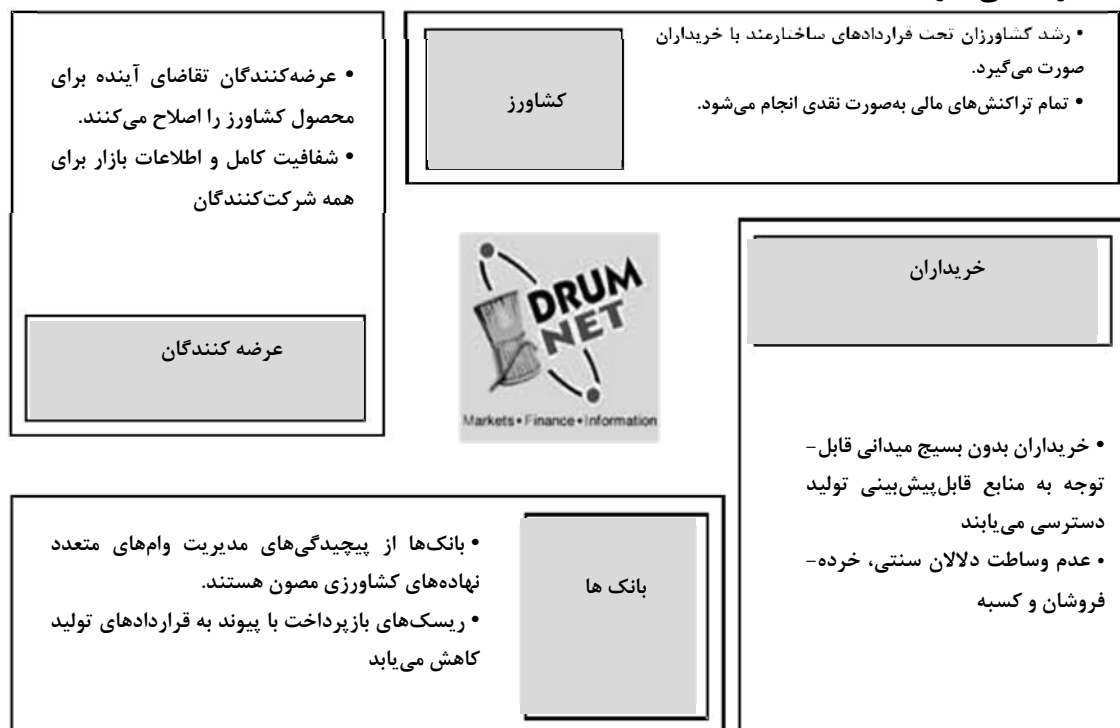 • رشد کشاورزان تحت قراردادهای ساختارمند با خریداران
صورت می‌گیرد.
• تمام تراکنش‌های مالی به‌صورت نقدی انجام می‌شود.
کشاورز
• عرضه‌کنندگان تقاضای آینده برای
محصول کشاورز را اصلاح می‌کنند.
• شفافیت کامل و اطلاعات بازار برای
همه شرکت‌کنندگان
عرضه کنندگان
DRUM
NET
Markets • Finance • Information
خریداران
• خریداران بدون بسیج میدانی قابل-
توجه به منابع قابل‌پیش‌بینی تولید
دسترسی می‌یابند
• عدم وساطت دلالان سنتی، خرده-
فروشان و کسبه
بانک ها
• بانک‌ها از پیچیدگی‌های مدیریت وام‌های متعدد
نهاده‌های کشاورزی مصون هستند.
• ریسک‌های بازپرداخت با پیوند به قراردادهای تولید
کاهش می‌یابد